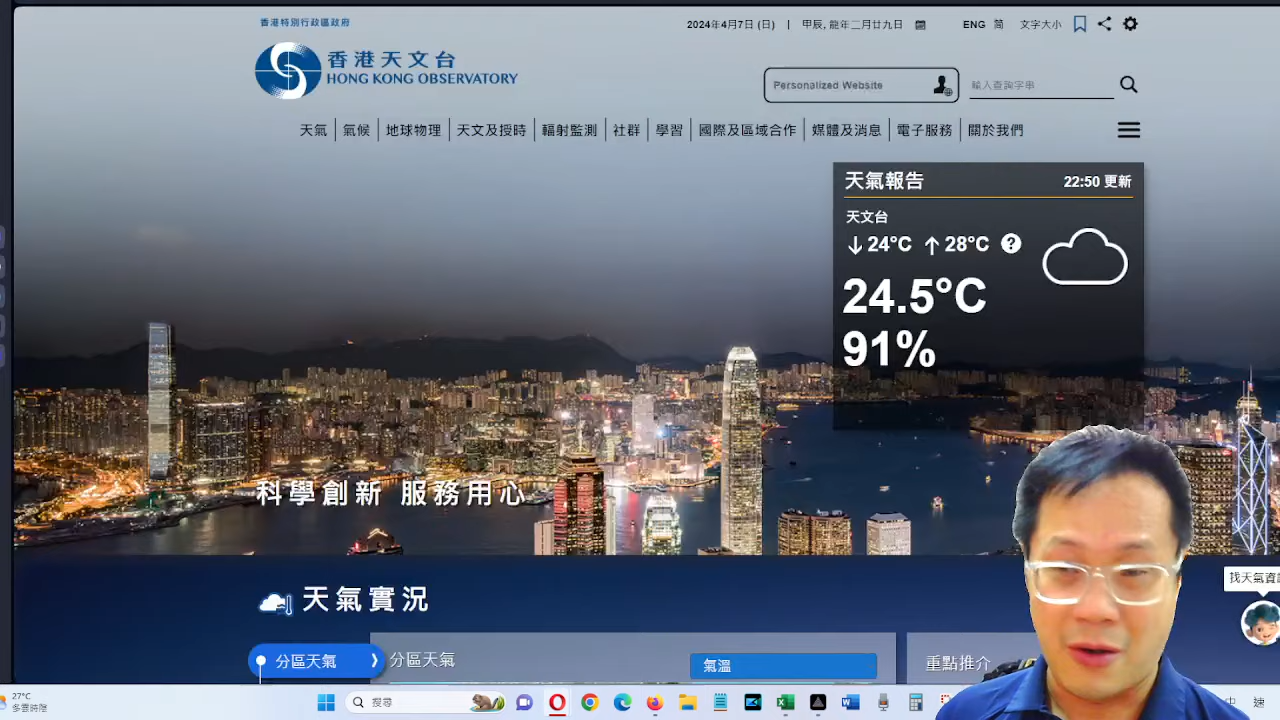 香港特別行政區政府
2024年4月7日 (日) | 甲辰, 龍年二月廿九日
ENG 简 文字大小
香港天文台
HONG KONG OBSERVATORY
Personalized Website
輸入查詢字串
天氣 氣候 地球物理 天文及授時 輻射監測 社群 學習 國際及區域合作 媒體及消息 電子服務 關於我們
天氣報告
22:50 更新
天文台
↓ 24°C ↑ 28°C ?
24.5°C
91%
科學創新 服務用心
天氣實況
找天氣資
分區天氣
分區天氣
氣溫
重點推介
27°C
多雲時陰
搜尋
中 速